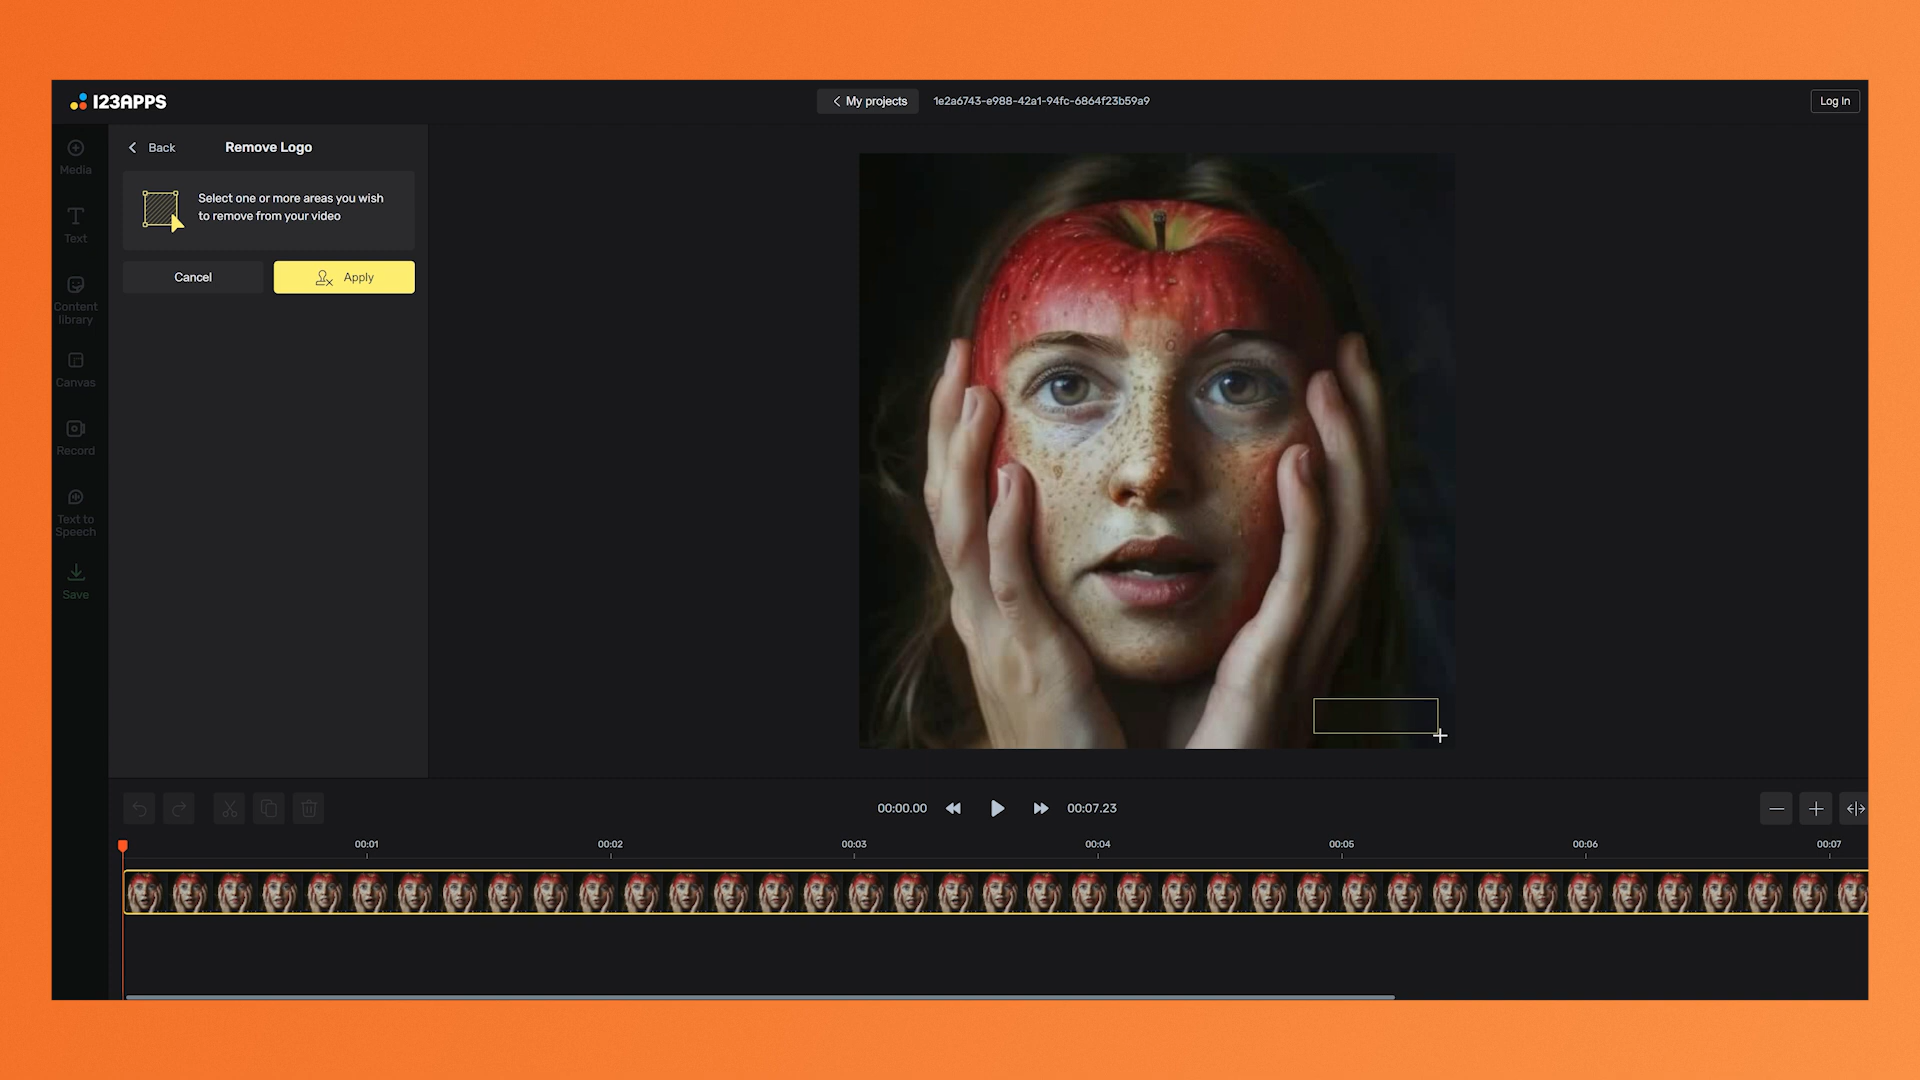 123APPS
My projects
1e2a6743-e988-42a1-94fc-6864f23b59a9
Log In
Media
Text
Content
library
Canvas
Record
Text to
Speech
Save
Back
Remove Logo
Select one or more areas you wish
to remove from your video
Cancel
Apply
00:00.00
00:07.23
00:01
00:02
00:03
00:04
00:05
00:06
00:07